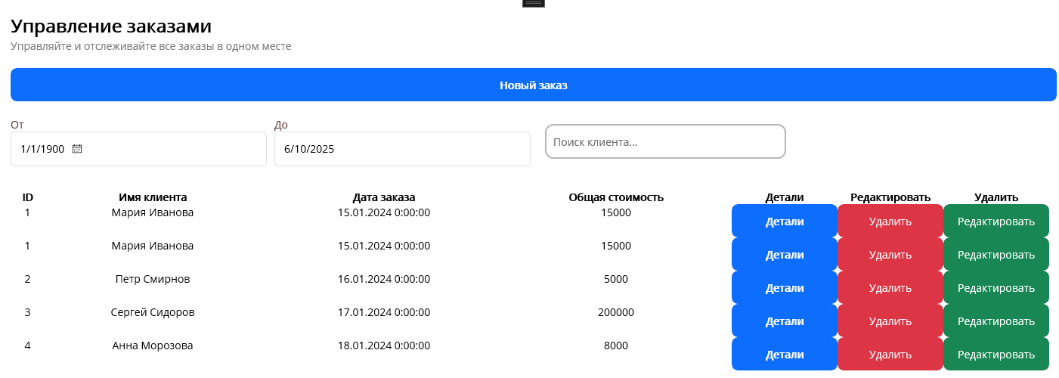 Управление заказами
Управляйте и отслеживайте все заказы в одном месте
Новый заказ
От До
1/1/1900 6/10/2025 Поиск клиента...
ID Имя клиента Дата заказа Общая стоимость Детали Редактировать Удалить
1 Мария Иванова 15.01.2024 0:00:00 15000 Детали Удалить Редактировать
1 Мария Иванова 15.01.2024 0:00:00 15000 Детали Удалить Редактировать
2 Петр Смирнов 16.01.2024 0:00:00 5000 Детали Удалить Редактировать
3 Сергей Сидоров 17.01.2024 0:00:00 200000 Детали Удалить Редактировать
4 Анна Морозова 18.01.2024 0:00:00 8000 Детали Удалить Редактировать